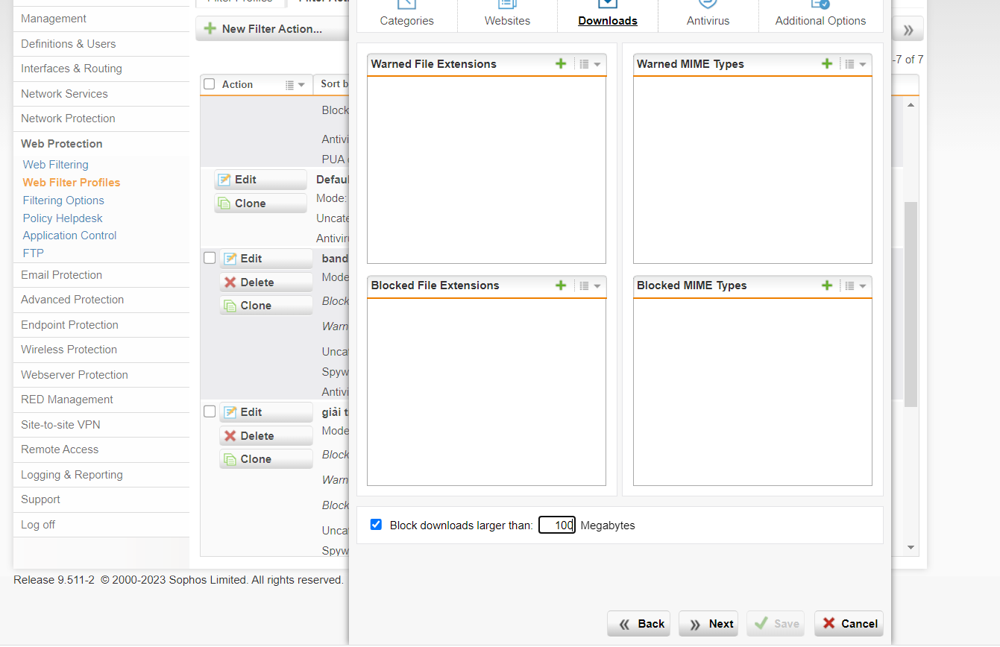 Management
Definitions & Users
Interfaces & Routing
Network Services
Network Protection
Web Protection
Web Filtering
Web Filter Profiles
Filtering Options
Policy Helpdesk
Application Control
FTP
Email Protection
Advanced Protection
Endpoint Protection
Wireless Protection
Webserver Protection
RED Management
Site-to-site VPN
Remote Access
Logging & Reporting
Support
Log off
New Filter Action...
-7 of 7
Action
Sort b
Block
Antivi
PUA
Edit
Defaul
Clone
Mode:
Uncate
Antiviru
Edit
band
Delete
Mode
Clone
Block
Warn
Uncat
Spyw
Antivi
Edit
giải t
Delete
Mode
Clone
Block
Warn
Block
Uncat
Spyw
Categories
Websites
Downloads
Antivirus
Additional Options
Warned File Extensions
Warned MIME Types
Blocked File Extensions
Blocked MIME Types
Block downloads larger than: 100 Megabytes
Back
Next
Save
Cancel
Release 9.511-2 © 2000-2023 Sophos Limited. All rights reserved.